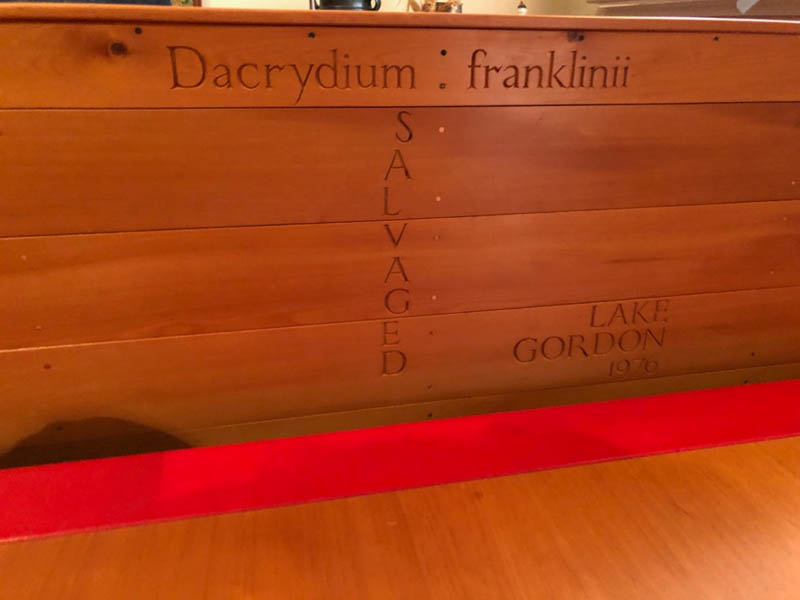 Dacrydium : franklinii
SALVAGED
LAKE
GORDON
1976